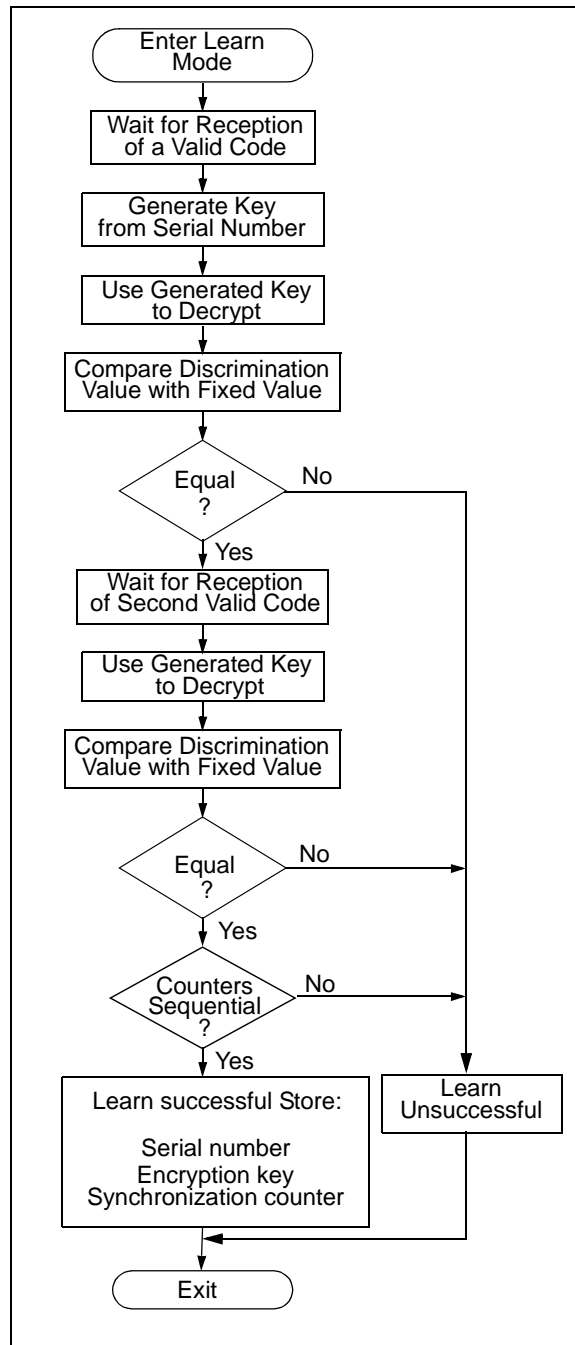 Enter Learn
Mode
Wait for Reception
of a Valid Code
Generate Key
from Serial Number
Use Generated Key
to Decrypt
Compare Discrimination
Value with Fixed Value
Equal
?
No
Yes
Wait for Reception
of Second Valid Code
Use Generated Key
to Decrypt
Compare Discrimination
Value with Fixed Value
Equal
?
No
Yes
Counters
Sequential
?
No
Yes
Learn successful Store:
Serial number
Encryption key
Synchronization counter
Learn
Unsuccessful
Exit